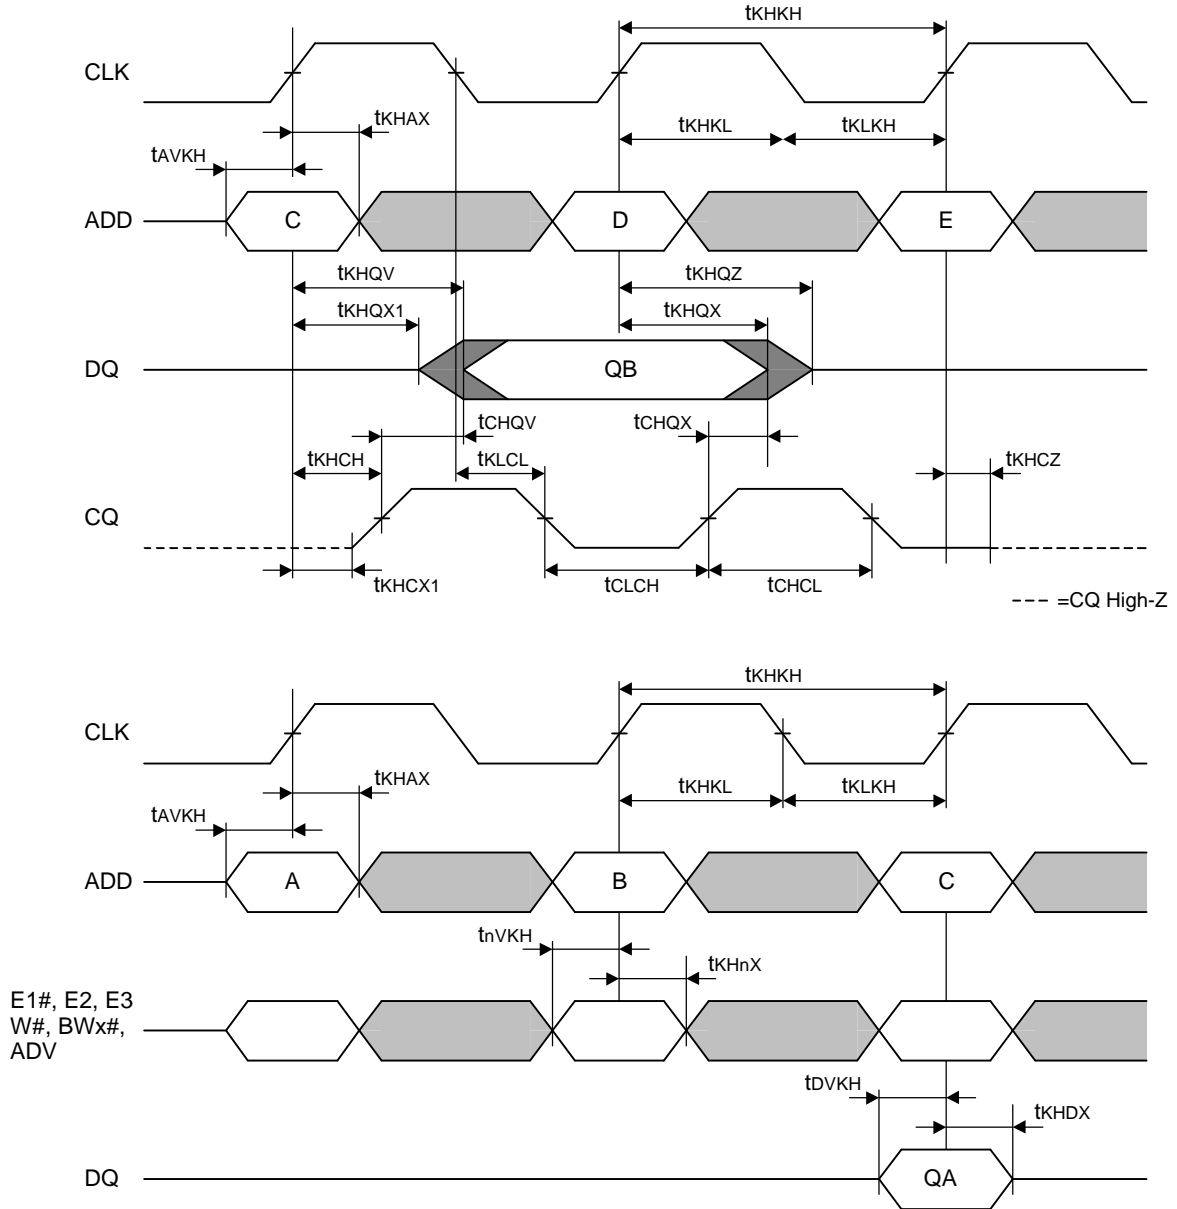 tKHKH
CLK
tKHAX
tKHKL
tKLKH
tAVKH
ADD
C
D
E
tKHQV
tKHQZ
tKHQX1
tKHQX
DQ
QB
tCHQV
tCHQX
tKHCH
tKLCL
tKHCZ
CQ
tKHCX1
tCLCH
tCHCL
=CQ High-Z
tKHKH
CLK
tKHAX
tKHKL
tKLKH
tAVKH
ADD
A
B
C
tnVKH
tKHnX
E1#, E2, E3
W#, BWx#,
ADV
tDVKH
tKHDX
DQ
QA